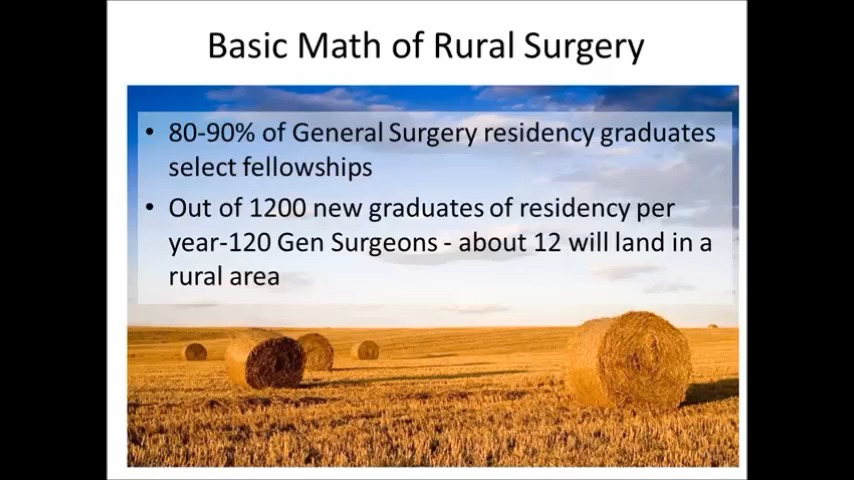 Basic Math of Rural Surgery
• 80-90% of General Surgery residency graduates
select fellowships
• Out of 1200 new graduates of residency per
year-120 Gen Surgeons - about 12 will land in a
rural area